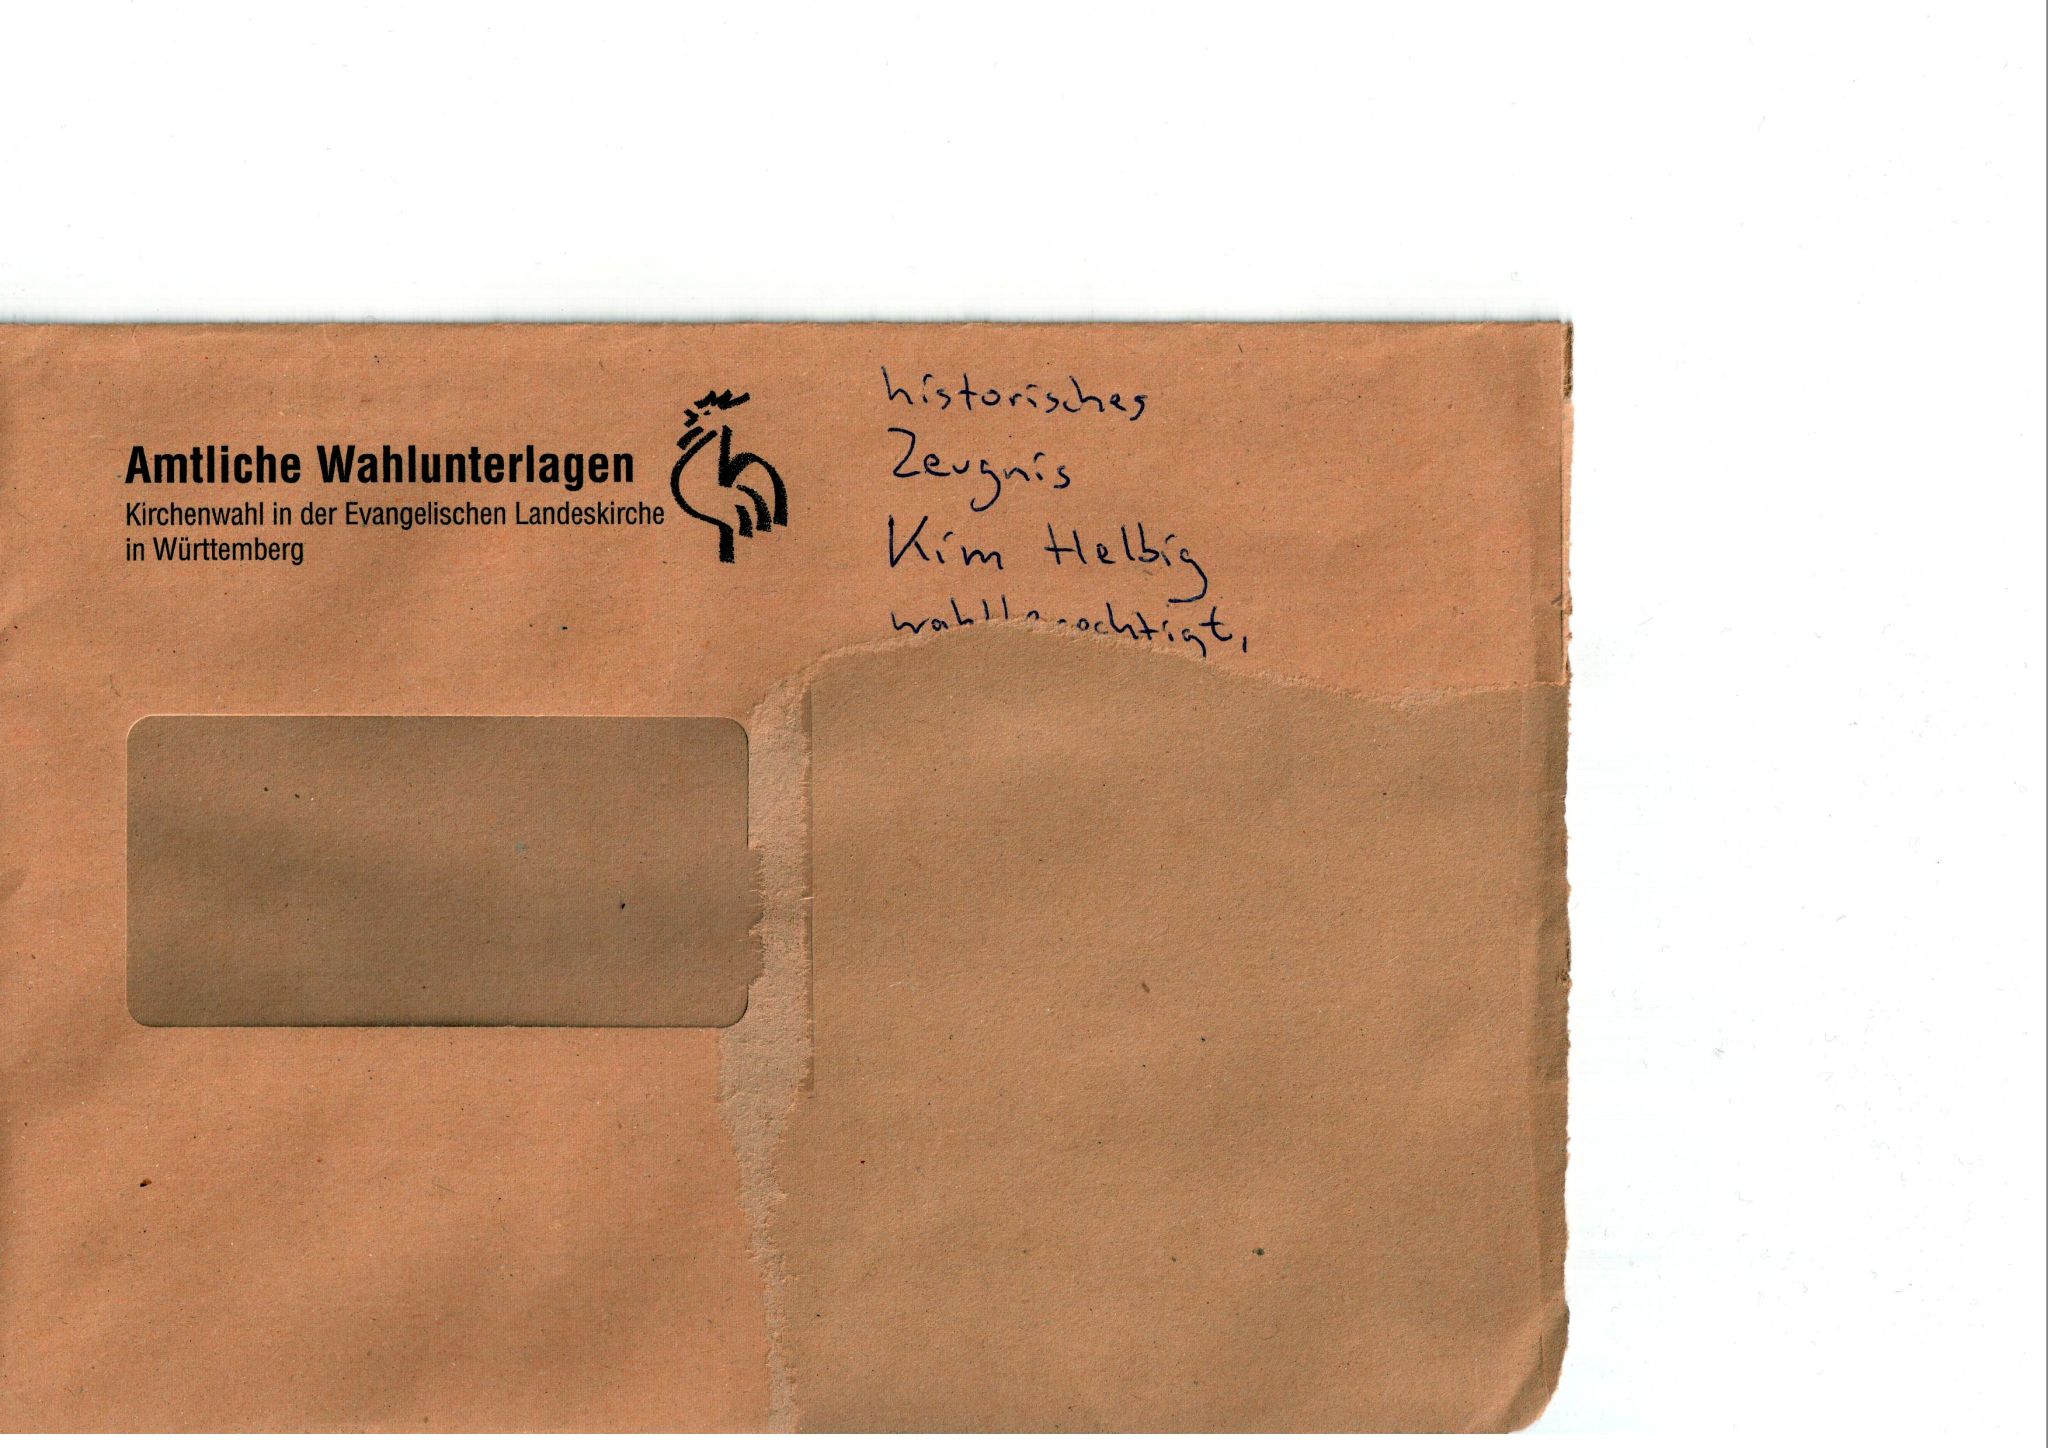 Amtliche Wahlunterlagen
Kirchenwahl in der Evangelischen Landeskirche
in Württemberg
historisches
Zeugnis
Kim Helbig
wahlberechtigt,